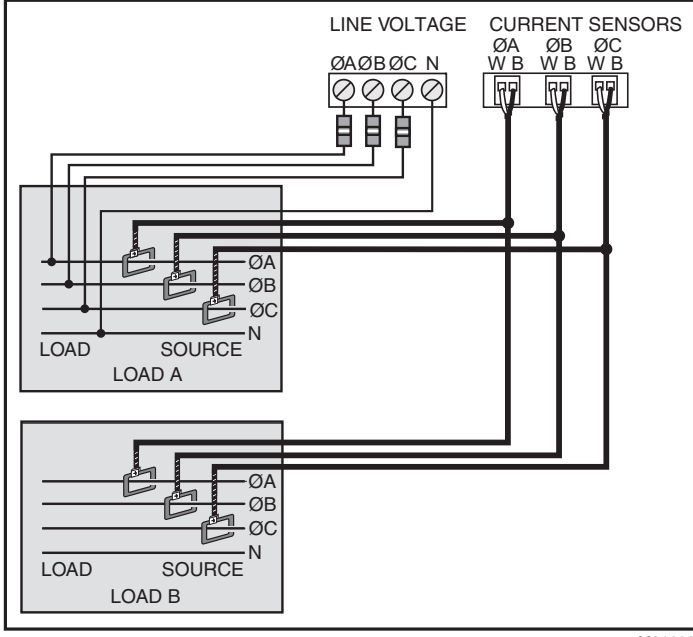 LINE VOLTAGE CURRENT SENSORS
ØA ØB ØC
ØA ØB ØC N W B W B W B
ØA
ØB
ØC
N
LOAD SOURCE
LOAD A
ØA
ØB
ØC
N
LOAD SOURCE
LOAD B